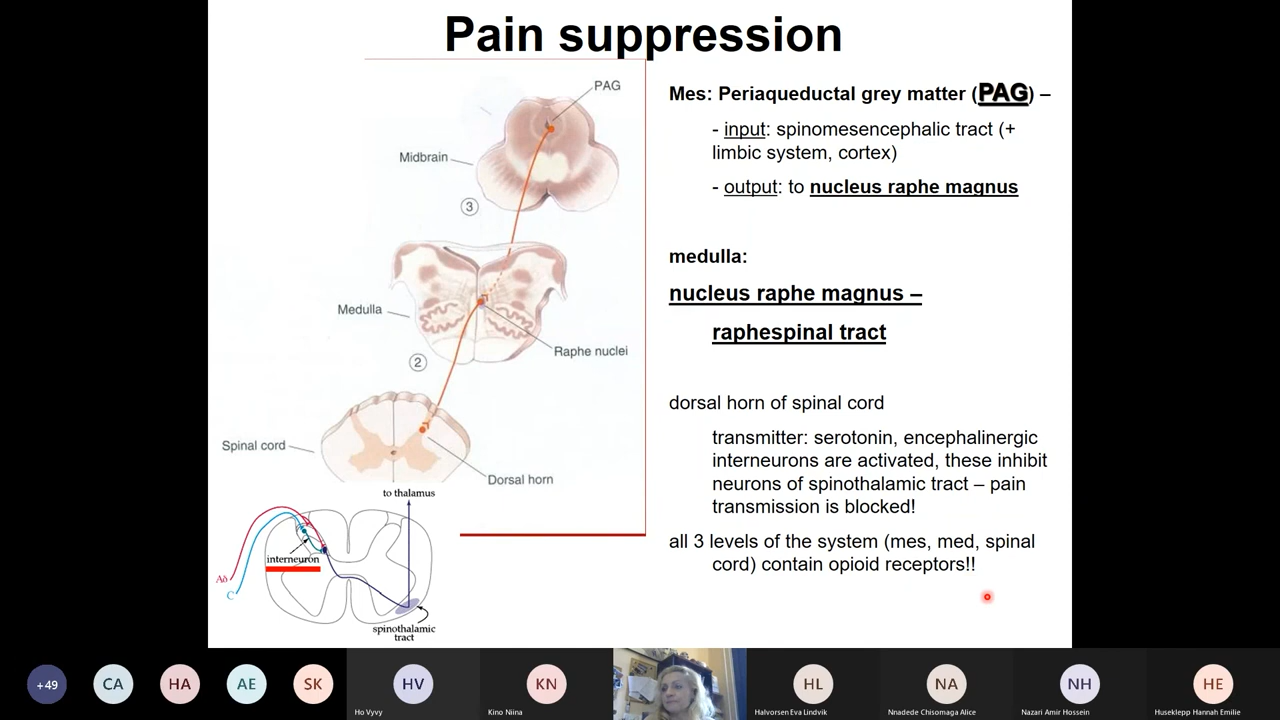 Pain suppression
PAG
Midbrain
3
Medulla
Raphe nuclei
2
Spinal cord
Dorsal horn
to thalamus
interneuron
Aδ
C
spinothalamic
tract
Mes: Periaqueductal grey matter (PAG) –
- input: spinomesencephalic tract (+
limbic system, cortex)
- output: to nucleus raphe magnus
medulla:
nucleus raphe magnus –
raphespinal tract
dorsal horn of spinal cord
transmitter: serotonin, encephalinergic
interneurons are activated, these inhibit
neurons of spinothalamic tract – pain
transmission is blocked!
all 3 levels of the system (mes, med, spinal
cord) contain opioid receptors!!
+49
CA
HA
AE
SK
HV
Ho Vyvy
KN
Kino Niina
HL
Halvorsen Eva Lindvik
NA
Nnadede Chisomaga Alice
NH
Nazari Amir Hossein
HE
Huseklepp Hannah Emilie